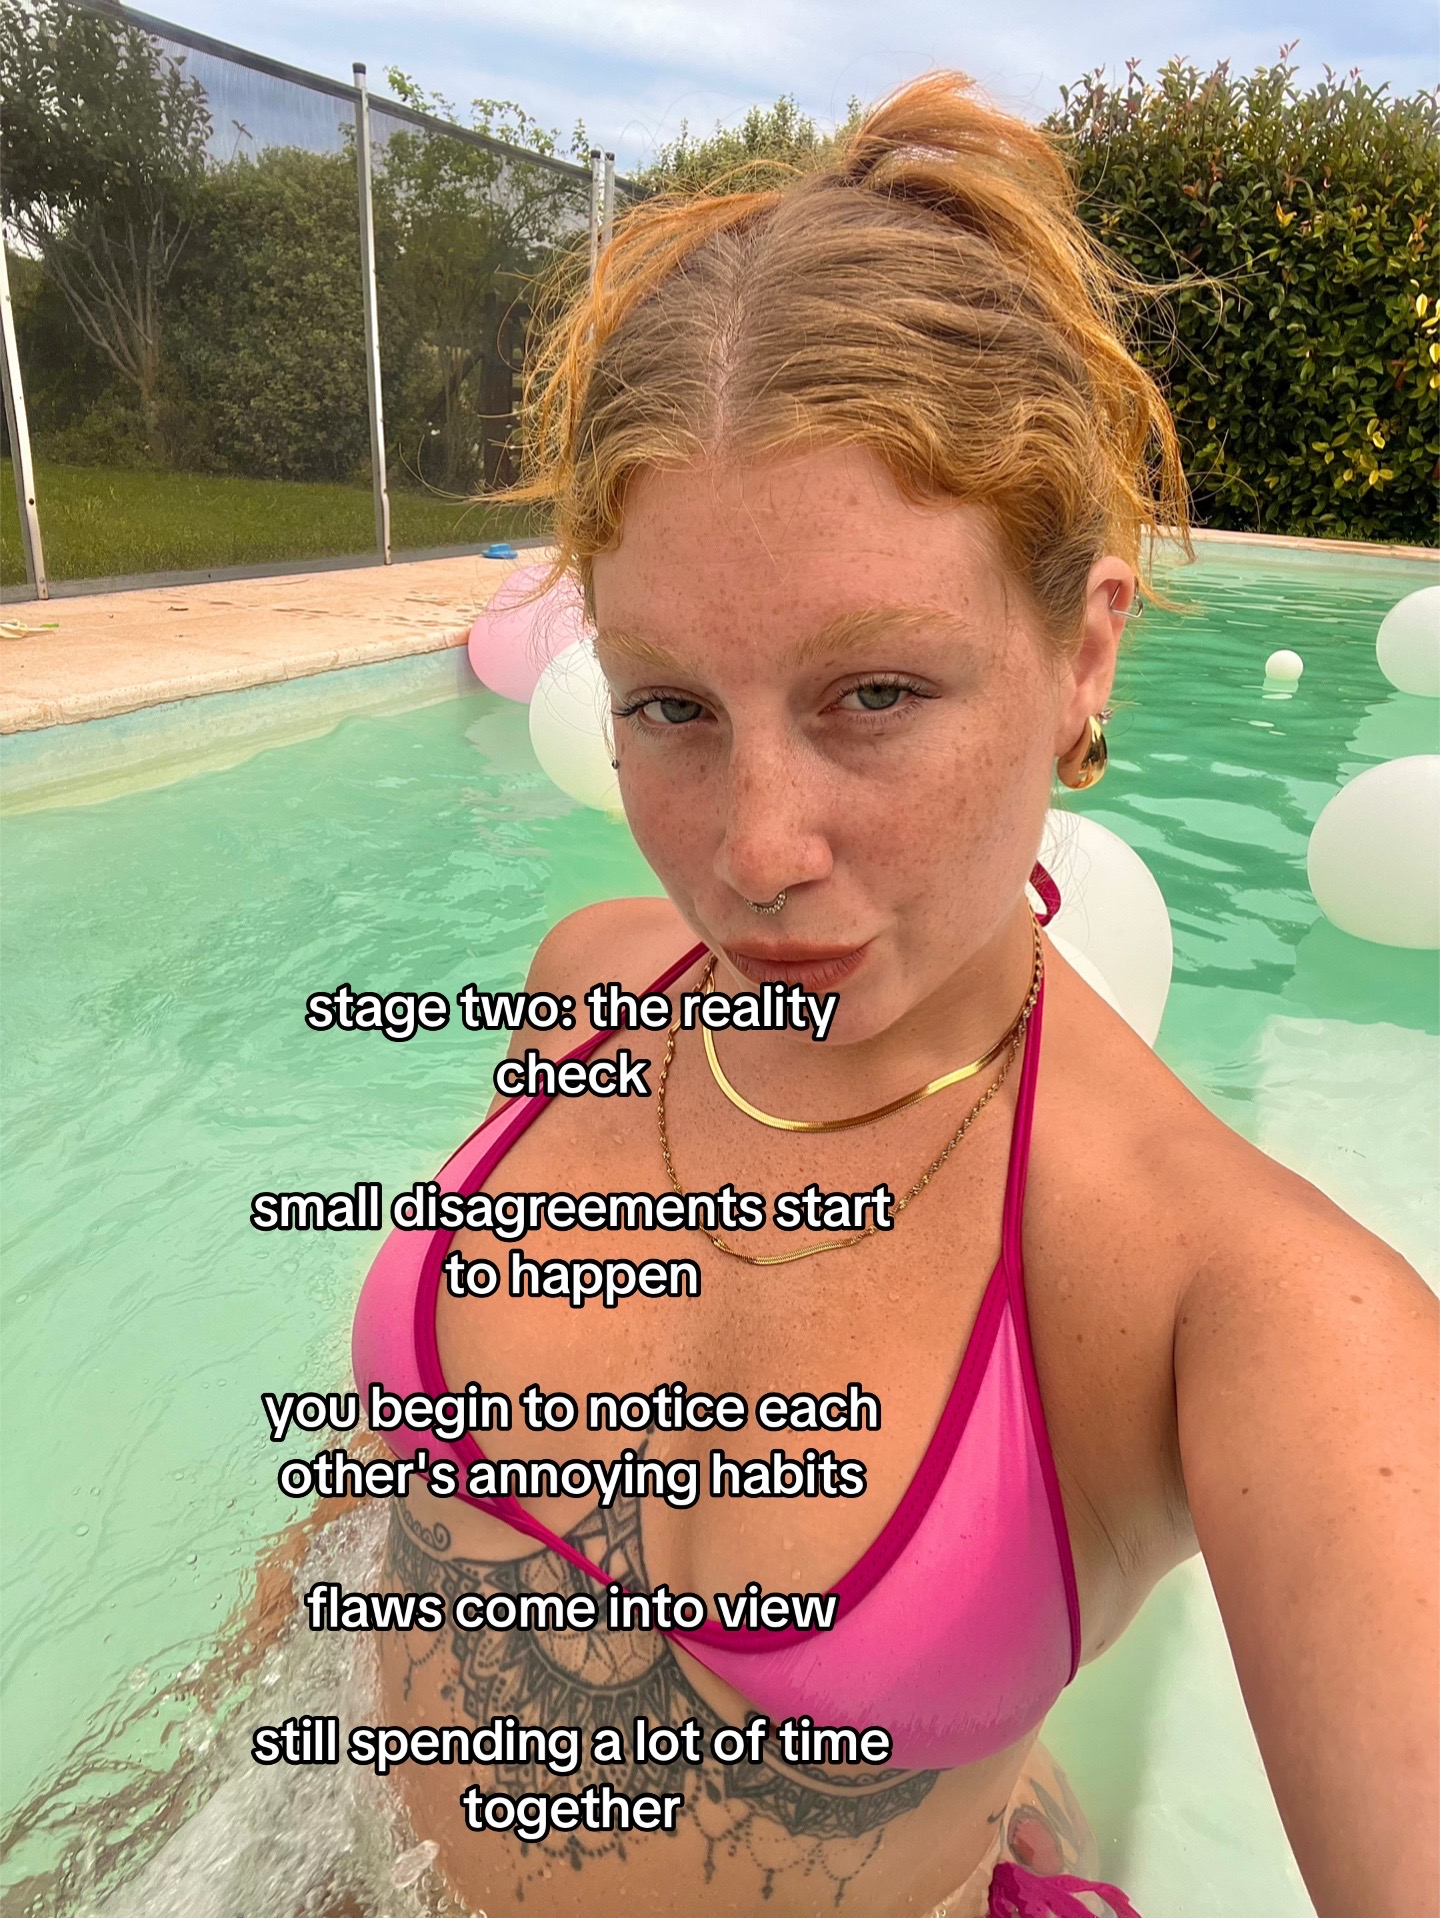 stage two: the reality
check
small disagreements start
to happen
you begin to notice each
other's annoying habits
flaws come into view
still spending a lot of time
together